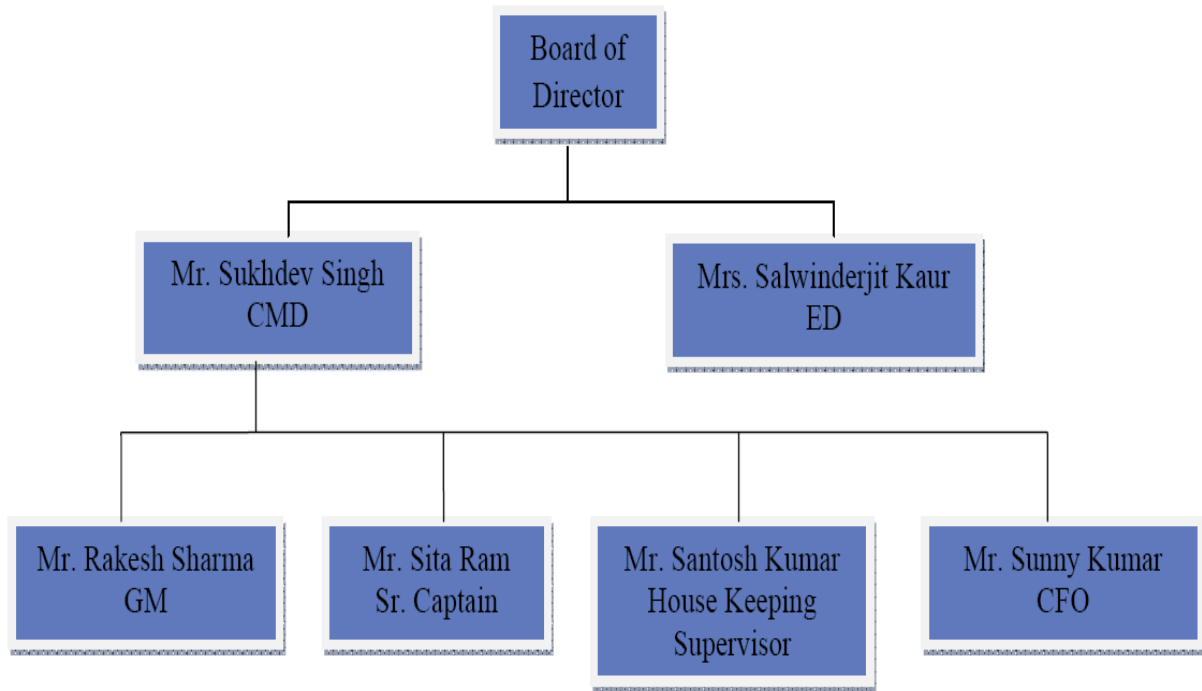 Board of
Director
Mr. Sukhdev Singh
CMD
Mrs. Salwinderjit Kaur
ED
Mr. Rakesh Sharma
GM
Mr. Sita Ram
Sr. Captain
Mr. Santosh Kumar
House Keeping
Supervisor
Mr. Sunny Kumar
CFO